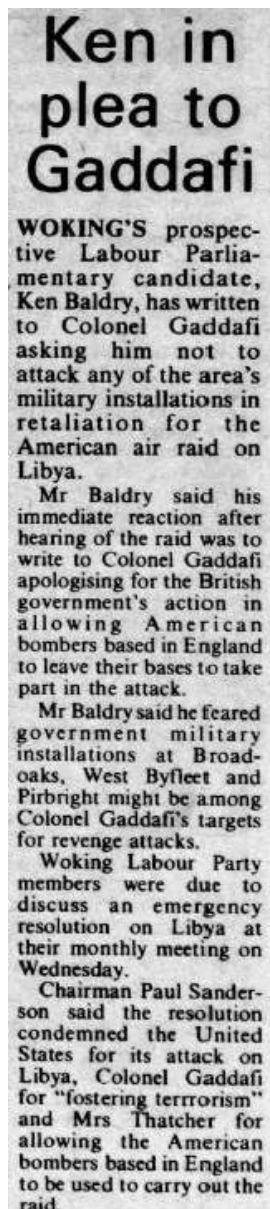 Ken in
plea to
Gaddafi
WOKING'S prospec-
tive Labour Parlia-
mentary candidate,
Ken Baldry, has written
to Colonel Gaddafi
asking him not to
attack any of the area's
military installations in
retaliation for the
American air raid on
Libya.
Mr Baldry said his
immediate reaction after
hearing of the raid was to
write to Colonel Gaddafi
apologising for the British
government's action in
allowing American
bombers based in England
to leave their bases to take
part in the attack.
Mr Baldry said he feared
government military
installations at Broad-
oaks, West Byfleet and
Pirbright might be among
Colonel Gaddafi's targets
for revenge attacks.
Woking Labour Party
members were due to
discuss an emergency
resolution on Libya at
their monthly meeting on
Wednesday.
Chairman Paul Sander-
son said the resolution
condemned the United
States for its attack on
Libya, Colonel Gaddafi
for "fostering terrrorism"
and Mrs Thatcher for
allowing the American
bombers based in England
to be used to carry out the
raid.